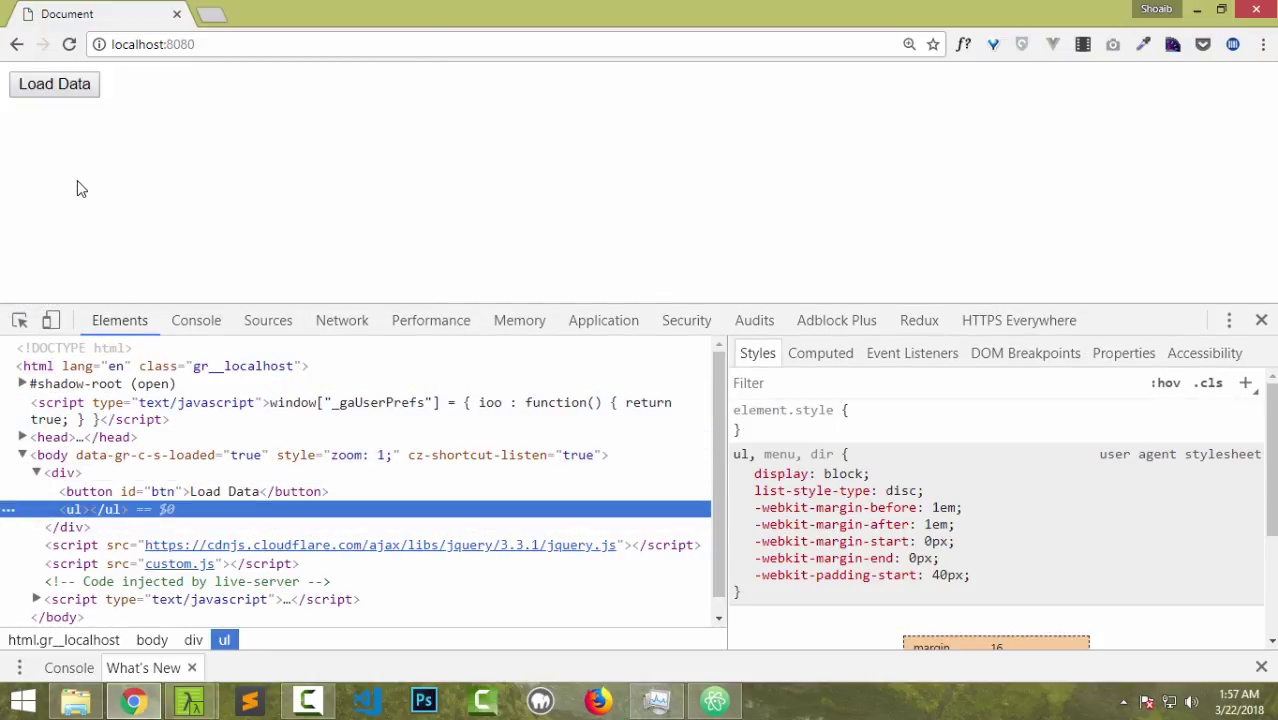 Document
Shoaib
localhost:8080
f?
Load Data
Elements Console Sources Network Performance Memory Application Security Audits Adblock Plus Redux HTTPS Everywhere
<!DOCTYPE html>
<html lang="en" class="gr__localhost">
#shadow-root (open)
<script type="text/javascript">window["_gaUserPrefs"] = { ioo : function() { return
true; } }</script>
<head>…</head>
<body data-gr-c-s-loaded="true" style="zoom: 1;" cz-shortcut-listen="true">
<div>
<button id="btn">Load Data</button>
<ul></ul> == $0
</div>
<script src="https://cdnjs.cloudflare.com/ajax/libs/jquery/3.3.1/jquery.js"></script>
<script src="custom.js"></script>
<!-- Code injected by live-server -->
<script type="text/javascript">…</script>
</body>
html.gr__localhost body div ul
Styles Computed Event Listeners DOM Breakpoints Properties Accessibility
Filter :hov .cls +
element.style {
}
ul, menu, dir { user agent stylesheet
display: block;
list-style-type: disc;
-webkit-margin-before: 1em;
-webkit-margin-after: 1em;
-webkit-margin-start: 0px;
-webkit-margin-end: 0px;
-webkit-padding-start: 40px;
}
margin 16
Console What's New
Ps
1:57 AM
3/22/2018